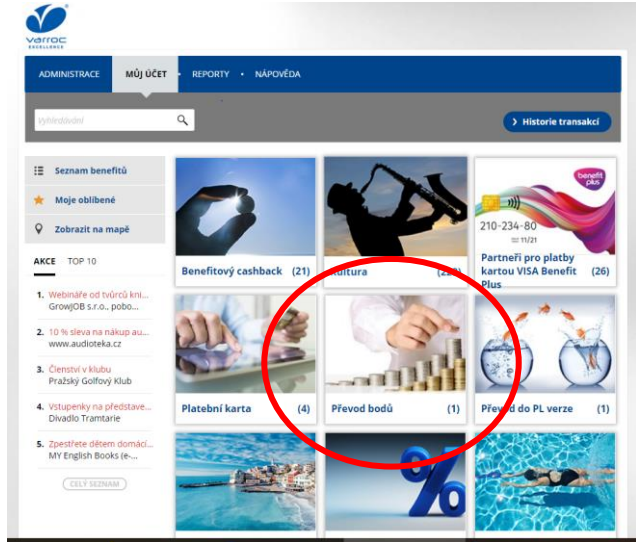 varroc
EXCELLENCE
ADMINISTRACE MŮJ ÚČET • REPORTY • NÁPOVĚDA
Vyhledávání
> Historie transakcí
Seznam benefitů
Moje oblíbené
Zobrazit na mapě
AKCE TOP 10
1. Webináře od tvůrců kni...
GrowJOB s.r.o., pobo...
2. 10 % sleva na nákup au...
www.audioteka.cz
3. Členství v klubu
Pražský Golfový Klub
4. Vstupenky na představe...
Divadlo Tramtarie
5. Zpestřete dětem domácí...
MY English Books (e-...
CELÝ SEZNAM
Benefitový cashback (21)
Kultura
benefit
plus
210-234-80
11/21
Partneři pro platby
kartou VISA Benefit (26)
Plus
Platební karta (4)
Převod bodů (1)
Převod do PL verze (1)
%